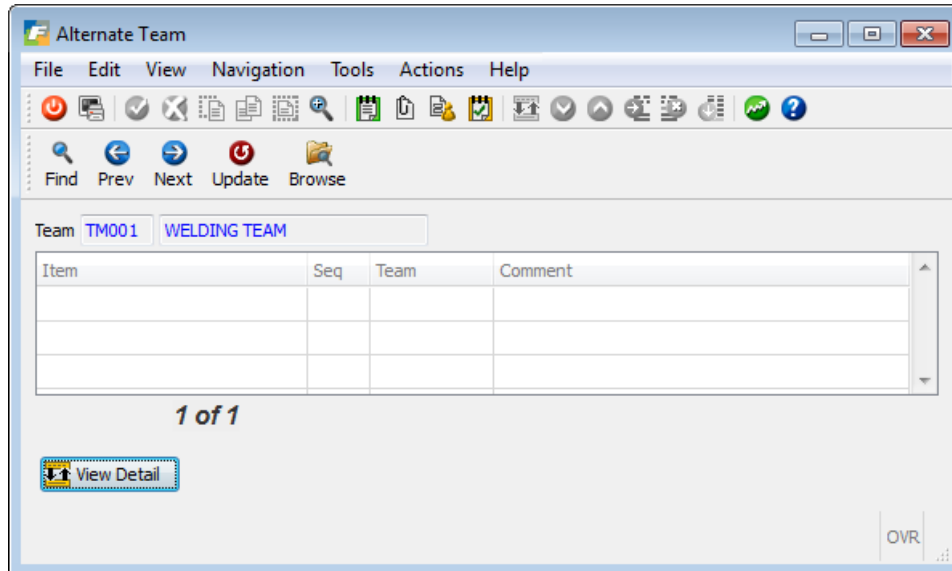 Alternate Team
File Edit View Navigation Tools Actions Help
Find Prev Next Update Browse
Team TM001 WELDING TEAM
Item Seq Team Comment
1 of 1
View Detail
OVR